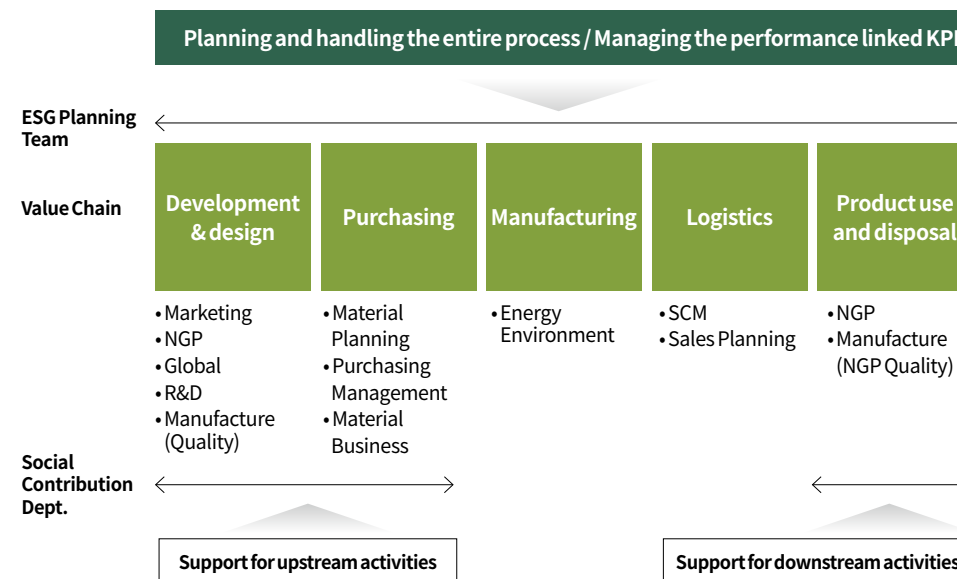 Planning and handling the entire process / Managing the performance linked KPI
ESG Planning
Team
Value Chain
Development
& design
Purchasing
Manufacturing
Logistics
Product use
and disposal
• Marketing
• NGP
• Global
• R&D
• Manufacture
(Quality)
• Material
Planning
• Purchasing
Management
• Material
Business
• Energy
Environment
• SCM
• Sales Planning
• NGP
• Manufacture
(NGP Quality)
Social
Contribution
Dept.
Support for upstream activities
Support for downstream activities